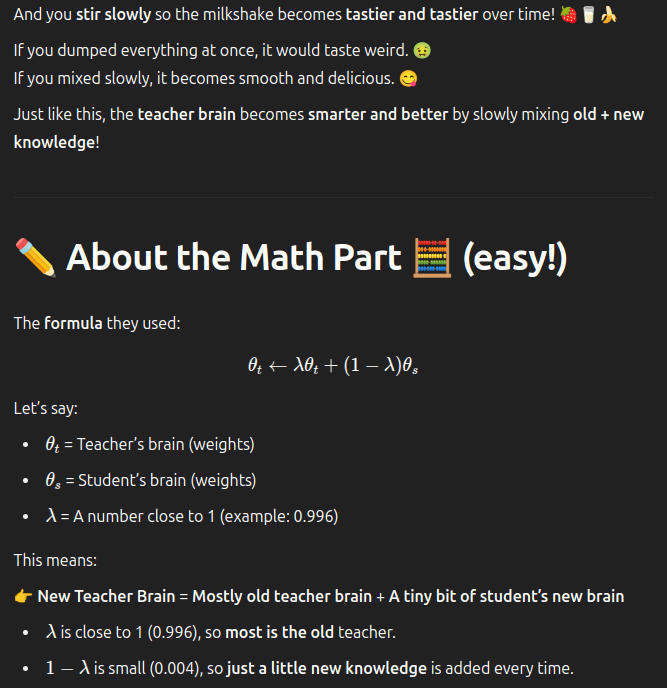 And you stir slowly so the milkshake becomes tastier and tastier over time! 🍓🥛🍌
If you dumped everything at once, it would taste weird. 🤢
If you mixed slowly, it becomes smooth and delicious. 😋
Just like this, the teacher brain becomes smarter and better by slowly mixing old + new
knowledge!
✏️ About the Math Part 🧮 (easy!)
The formula they used:
θt ← λθt + (1 − λ)θs
Let’s say:
• θt = Teacher’s brain (weights)
• θs = Student’s brain (weights)
• λ = A number close to 1 (example: 0.996)
This means:
👉 New Teacher Brain = Mostly old teacher brain + A tiny bit of student’s new brain
• λ is close to 1 (0.996), so most is the old teacher.
• 1 − λ is small (0.004), so just a little new knowledge is added every time.